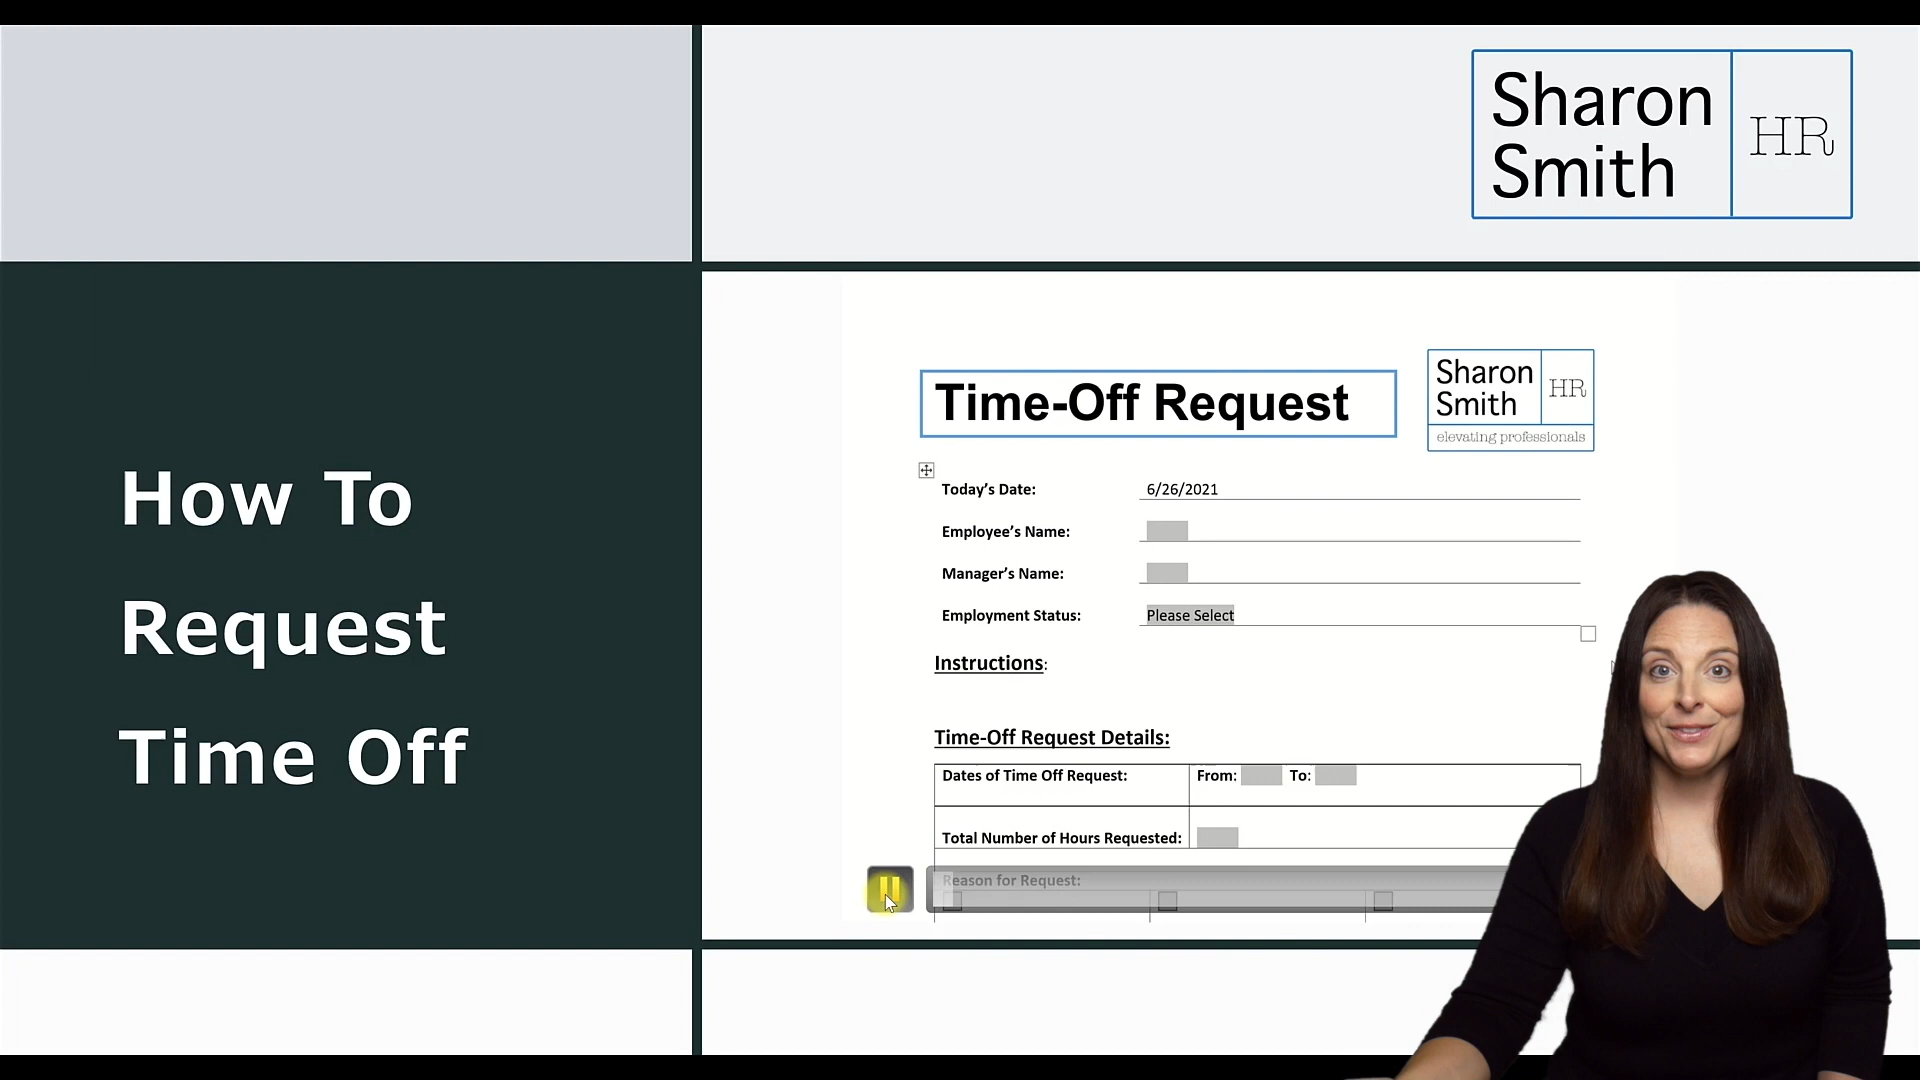 Sharon
Smith
HR
How To
Request
Time Off
Time-Off Request
Sharon
Smith
HR
elevating professionals
Today's Date: 6/26/2021
Employee's Name:
Manager's Name:
Employment Status: Please Select
Instructions:
Time-Off Request Details:
Dates of Time Off Request: From: To:
Total Number of Hours Requested:
Reason for Request: